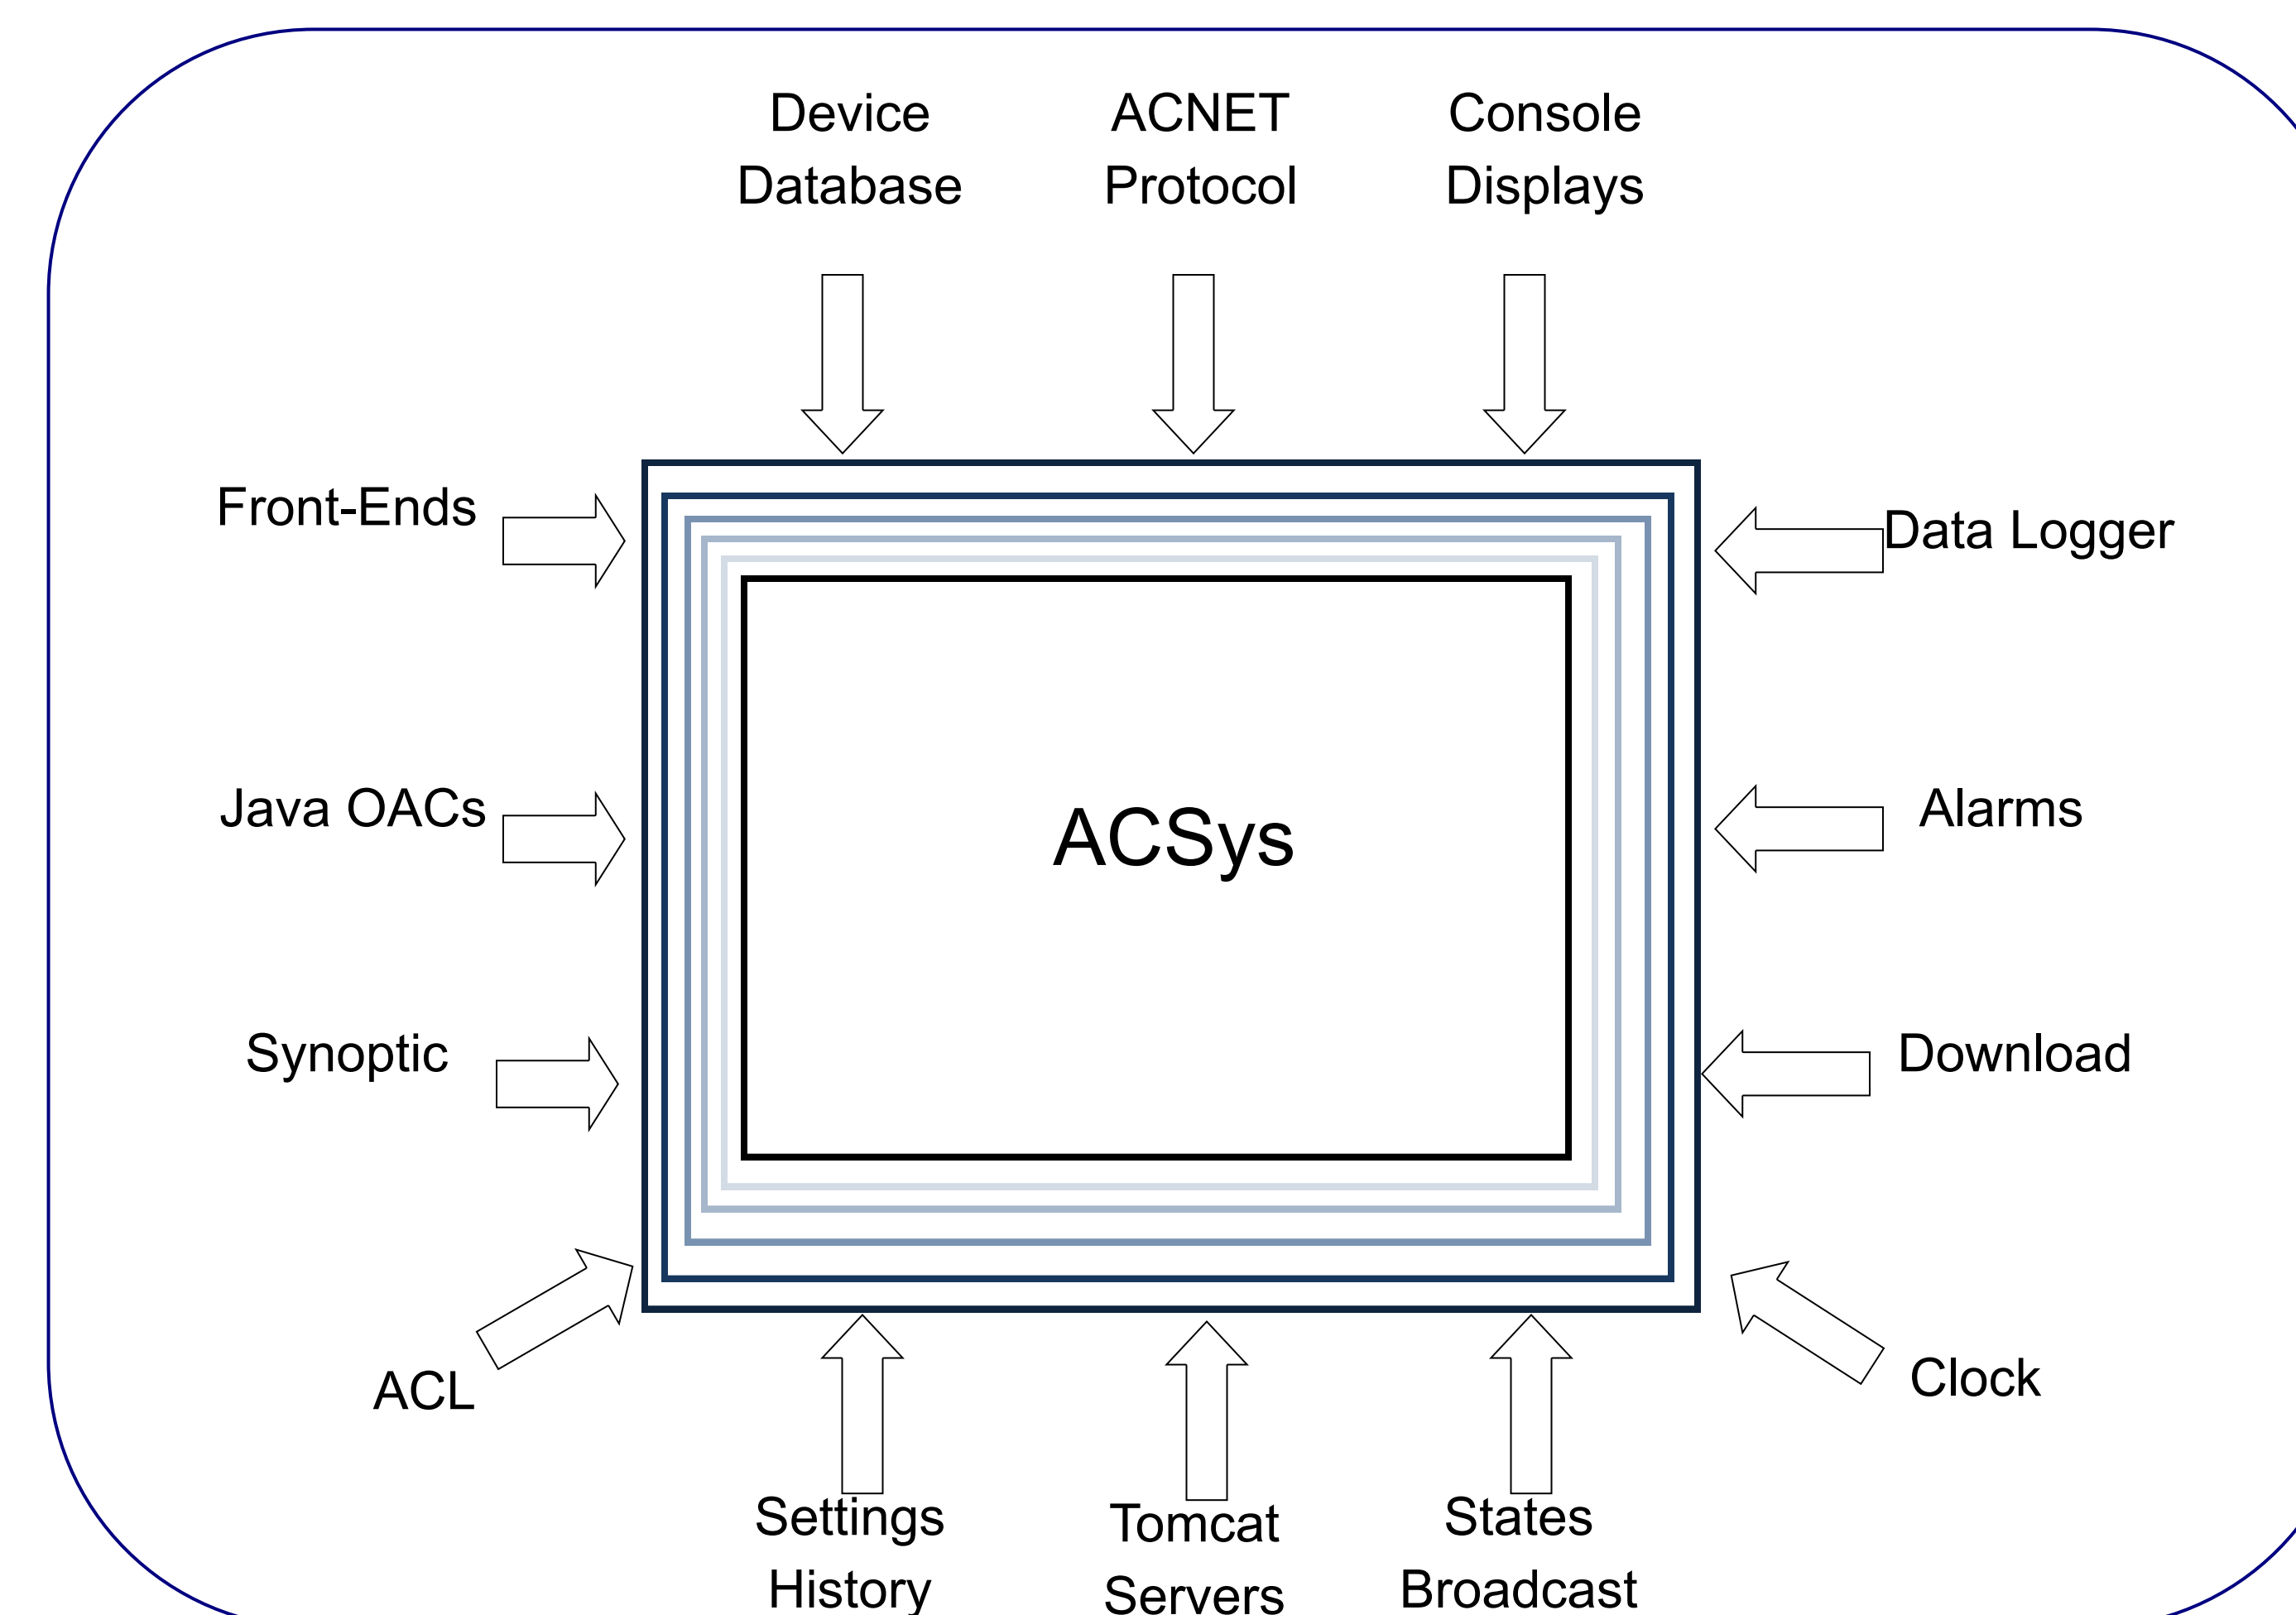 Device
Database
ACNET
Protocol
Console
Displays
Front-Ends
Data Logger
Java OACs
ACSys
Alarms
Synoptic
Download
ACL
Clock
Settings
History
Tomcat
Servers
States
Broadcast